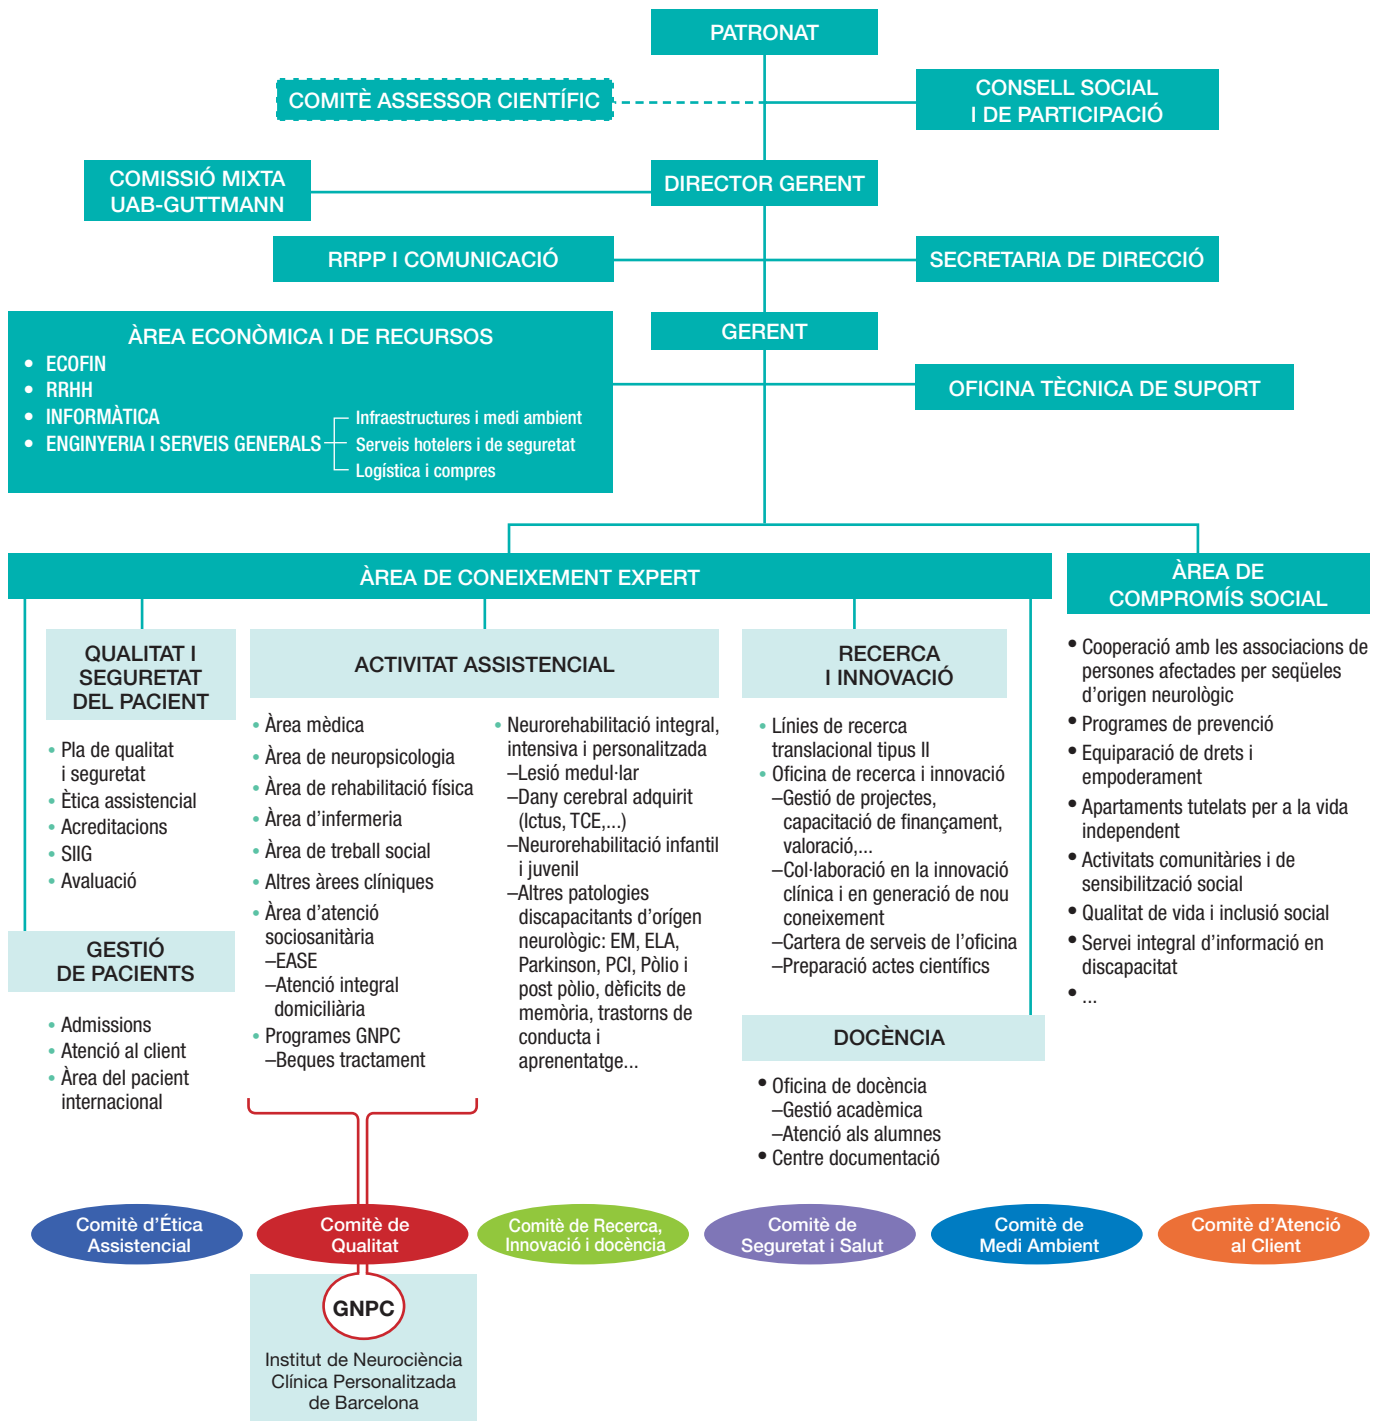 PATRONAT
COMITÈ ASSESSOR CIENTÍFIC
CONSELL SOCIAL
I DE PARTICIPACIÓ
COMISSIÓ MIXTA
UAB-GUTTMANN
DIRECTOR GERENT
RRPP I COMUNICACIÓ
SECRETARIA DE DIRECCIÓ
GERENT
ÀREA ECONÒMICA I DE RECURSOS
• ECOFIN
• RRHH
• INFORMÀTICA
• ENGINYERIA I SERVEIS GENERALS
Infraestructures i medi ambient
Serveis hotelers i de seguretat
Logística i compres
OFICINA TÈCNICA DE SUPORT
ÀREA DE CONEIXEMENT EXPERT
ÀREA DE
COMPROMÍS SOCIAL
QUALITAT I
SEGURETAT
DEL PACIENT
• Pla de qualitat
i seguretat
• Ètica assistencial
• Acreditacions
• SIIG
• Avaluació
GESTIÓ
DE PACIENTS
• Admissions
• Atenció al client
• Àrea del pacient
internacional
ACTIVITAT ASSISTENCIAL
• Àrea mèdica
• Àrea de neuropsicologia
• Àrea de rehabilitació física
• Àrea d’infermeria
• Àrea de treball social
• Altres àrees clíniques
• Àrea d’atenció
sociosanitària
–EASE
–Atenció integral
domiciliària
• Programes GNPC
–Beques tractament
• Neurorehabilitació integral,
intensiva i personalitzada
–Lesió medul·lar
–Dany cerebral adquirit
(Ictus, TCE,...)
–Neurorehabilitació infantil
i juvenil
–Altres patologies
discapacitants d’orígen
neurològic: EM, ELA,
Parkinson, PCI, Pòlio i
post pòlio, dèficits de
memòria, trastorns de
conducta i
aprenentatge...
RECERCA
I INNOVACIÓ
• Línies de recerca
translacional tipus II
• Oficina de recerca i innovació
–Gestió de projectes,
capacitació de finançament,
valoració,...
–Col·laboració en la innovació
clínica i en generació de nou
coneixement
–Cartera de serveis de l’oficina
–Preparació actes científics
DOCÈNCIA
• Oficina de docència
–Gestió acadèmica
–Atenció als alumnes
• Centre documentació
• Cooperació amb les associacions de
persones afectades per seqüeles
d’origen neurològic
• Programes de prevenció
• Equiparació de drets i
empoderament
• Apartaments tutelats per a la vida
independent
• Activitats comunitàries i de
sensibilització social
• Qualitat de vida i inclusió social
• Servei integral d’informació en
discapacitat
• ...
Comitè d’Ética
Assistencial
Comitè de
Qualitat
Comitè de Recerca,
Innovació i docència
Comitè de
Seguretat i Salut
Comitè de
Medi Ambient
Comitè d’Atenció
al Client
GNPC
Institut de Neurociència
Clínica Personalitzada
de Barcelona